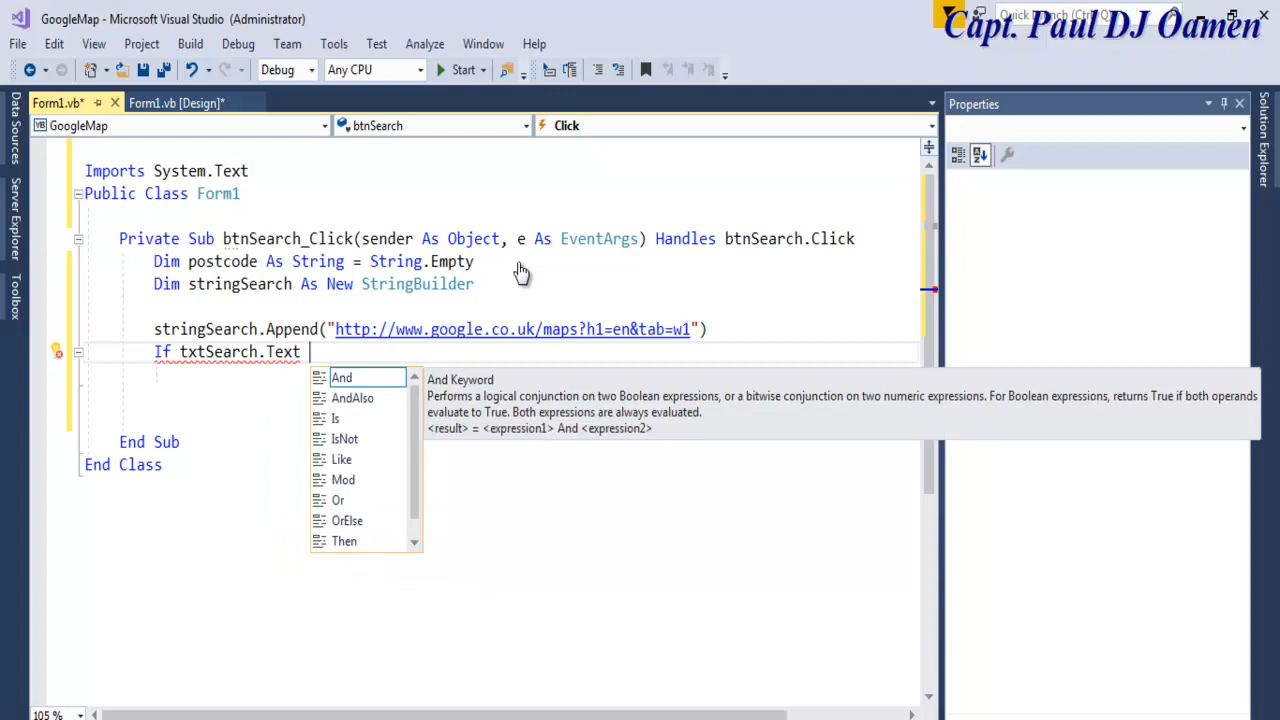 GoogleMap - Microsoft Visual Studio (Administrator)
Quick Launch (Ctrl+Q)
Capt. Paul DJ Oamen
File Edit View Project Build Debug Team Tools Test Analyze Window Help
Debug Any CPU Start
Form1.vb* Form1.vb [Design]*
GoogleMap btnSearch Click
Data Sources
Server Explorer
Toolbox
Imports System.Text
Public Class Form1
Private Sub btnSearch_Click(sender As Object, e As EventArgs) Handles btnSearch.Click
Dim postcode As String = String.Empty
Dim stringSearch As New StringBuilder
stringSearch.Append("http://www.google.co.uk/maps?h1=en&tab=w1")
If txtSearch.Text
And
AndAlso
Is
IsNot
Like
Mod
Or
OrElse
Then
And Keyword
Performs a logical conjunction on two Boolean expressions, or a bitwise conjunction on two numeric expressions. For Boolean expressions, returns True if both operands
evaluate to True. Both expressions are always evaluated.
<result> = <expression1> And <expression2>
End Sub
End Class
Properties
Solution Explorer
105 %